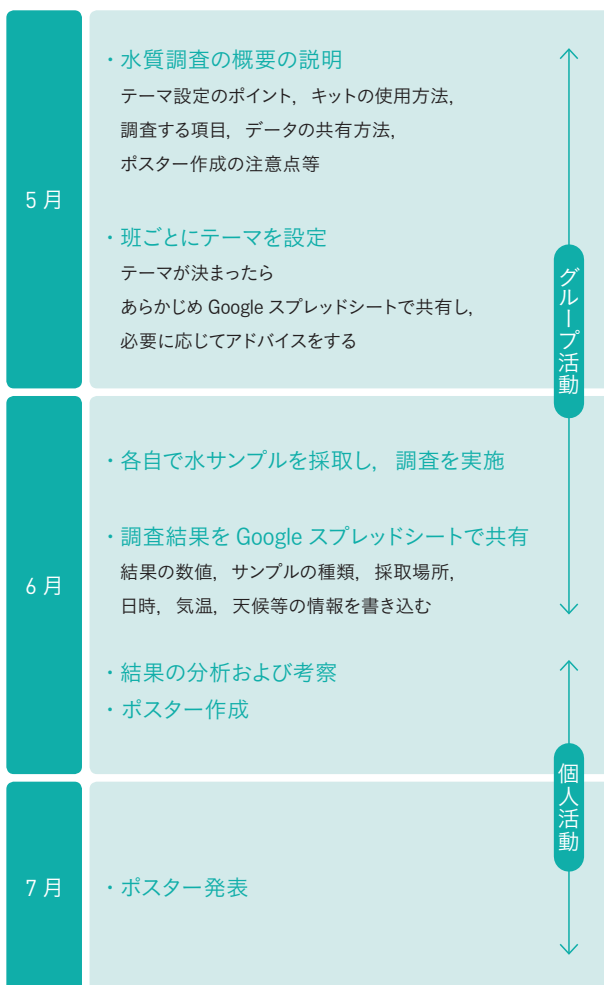 5月
・水質調査の概要の説明
テーマ設定のポイント，キットの使用方法，
調査する項目，データの共有方法，
ポスター作成の注意点等
・班ごとにテーマを設定
テーマが決まったら
あらかじめ Google スプレッドシートで共有し，
必要に応じてアドバイスをする
グループ活動
6月
・各自で水サンプルを採取し，調査を実施
・調査結果を Google スプレッドシートで共有
結果の数値，サンプルの種類，採取場所，
日時，気温，天候等の情報を書き込む
・結果の分析および考察
・ポスター作成
個人活動
7月
・ポスター発表